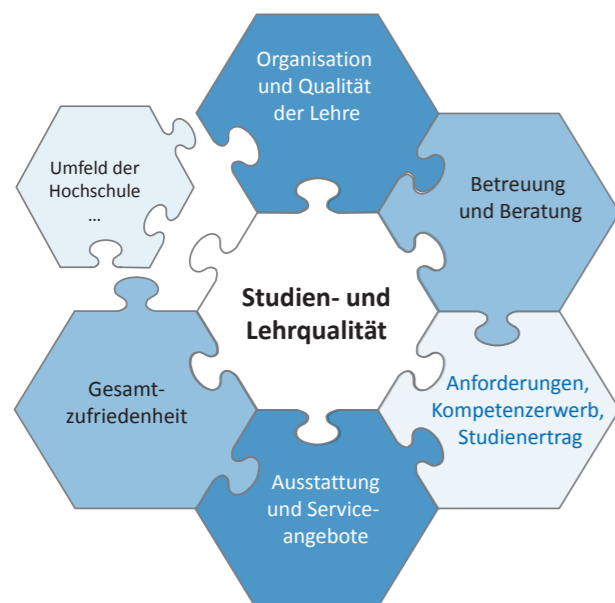 Organisation
und Qualität
der Lehre
Umfeld der
Hochschule
...
Betreuung
und Beratung
Studien- und
Lehrqualität
Gesamt-
zufriedenheit
Anforderungen,
Kompetenzerwerb,
Studienertrag
Ausstattung
und Service-
angebote